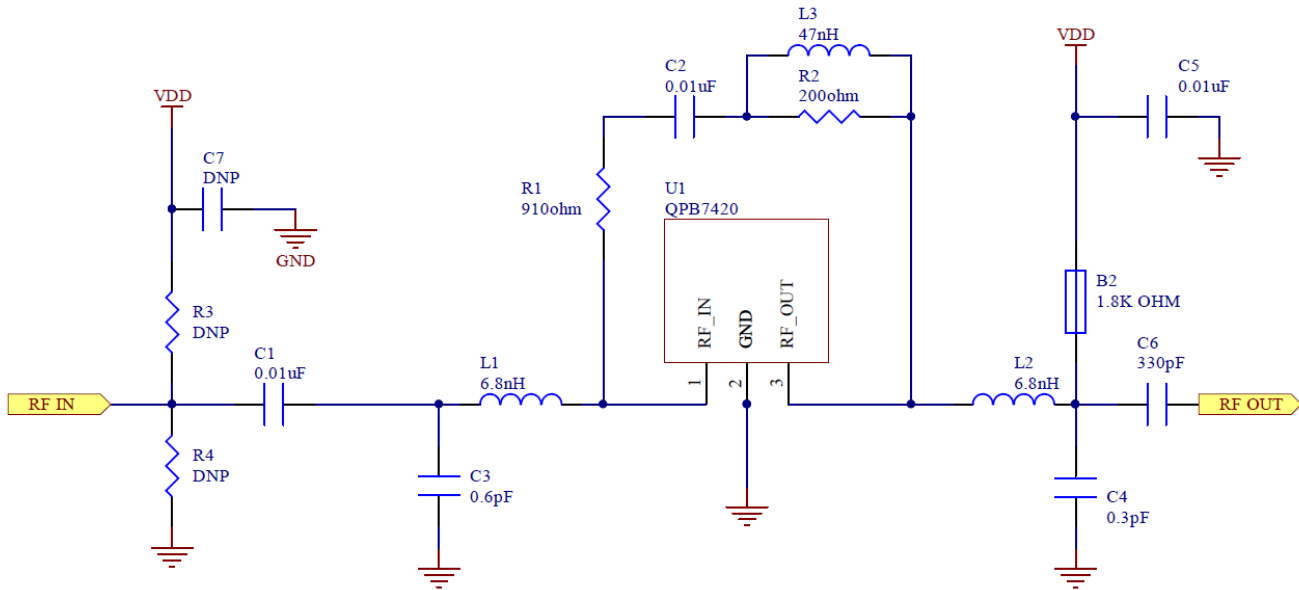 L3
47nH
VDD
C2
0.01uF
R2
200ohm
C5
0.01uF
VDD
C7
DNP
GND
R1
910ohm
U1
QPB7420
RF_IN
GND
RF_OUT
1
2
3
B2
1.8K OHM
R3
DNP
C1
0.01uF
L1
6.8nH
L2
6.8nH
C6
330pF
RF IN
RF OUT
R4
DNP
C3
0.6pF
C4
0.3pF